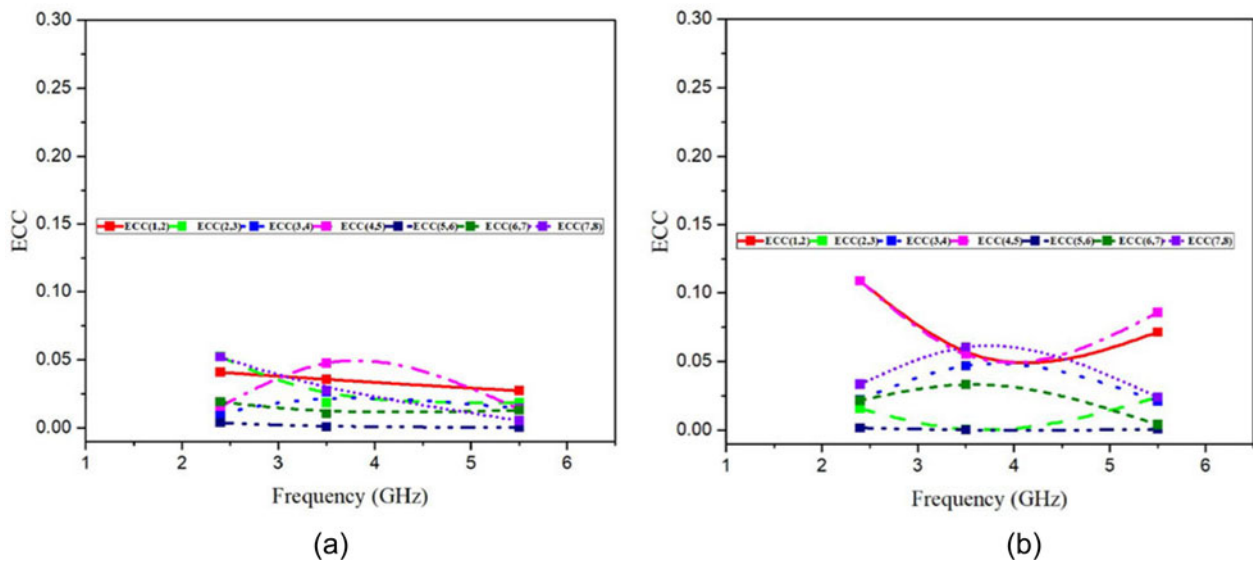 0.30
0.25
0.20
0.15
0.10
0.05
0.00
ECC
ECC(1,2) ECC(2,3) ECC(3,4) ECC(4,5) ECC(5,6) ECC(6,7) ECC(7,8)
1 2 3 4 5 6
Frequency (GHz)
(a)
0.30
0.25
0.20
0.15
0.10
0.05
0.00
ECC
ECC(1,2) ECC(2,3) ECC(3,4) ECC(4,5) ECC(5,6) ECC(6,7) ECC(7,8)
1 2 3 4 5 6
Frequency (GHz)
(b)